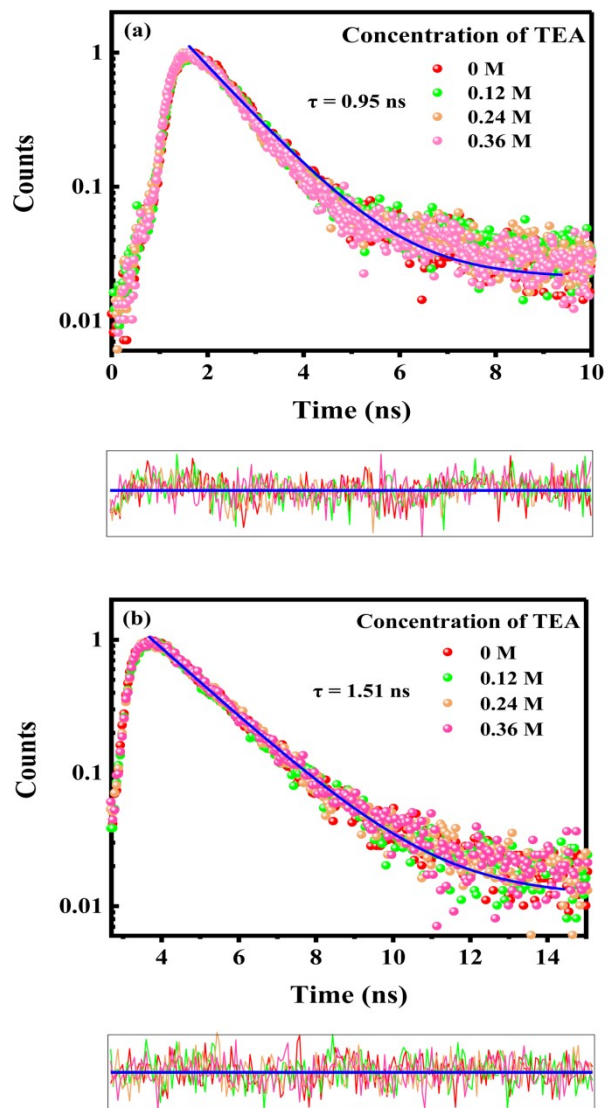 (a)
Concentration of TEA
0 M
0.12 M
0.24 M
0.36 M
τ = 0.95 ns
Counts
1
0.1
0.01
0 2 4 6 8 10
Time (ns)
(b)
Concentration of TEA
0 M
0.12 M
0.24 M
0.36 M
τ = 1.51 ns
Counts
1
0.1
0.01
4 6 8 10 12 14
Time (ns)